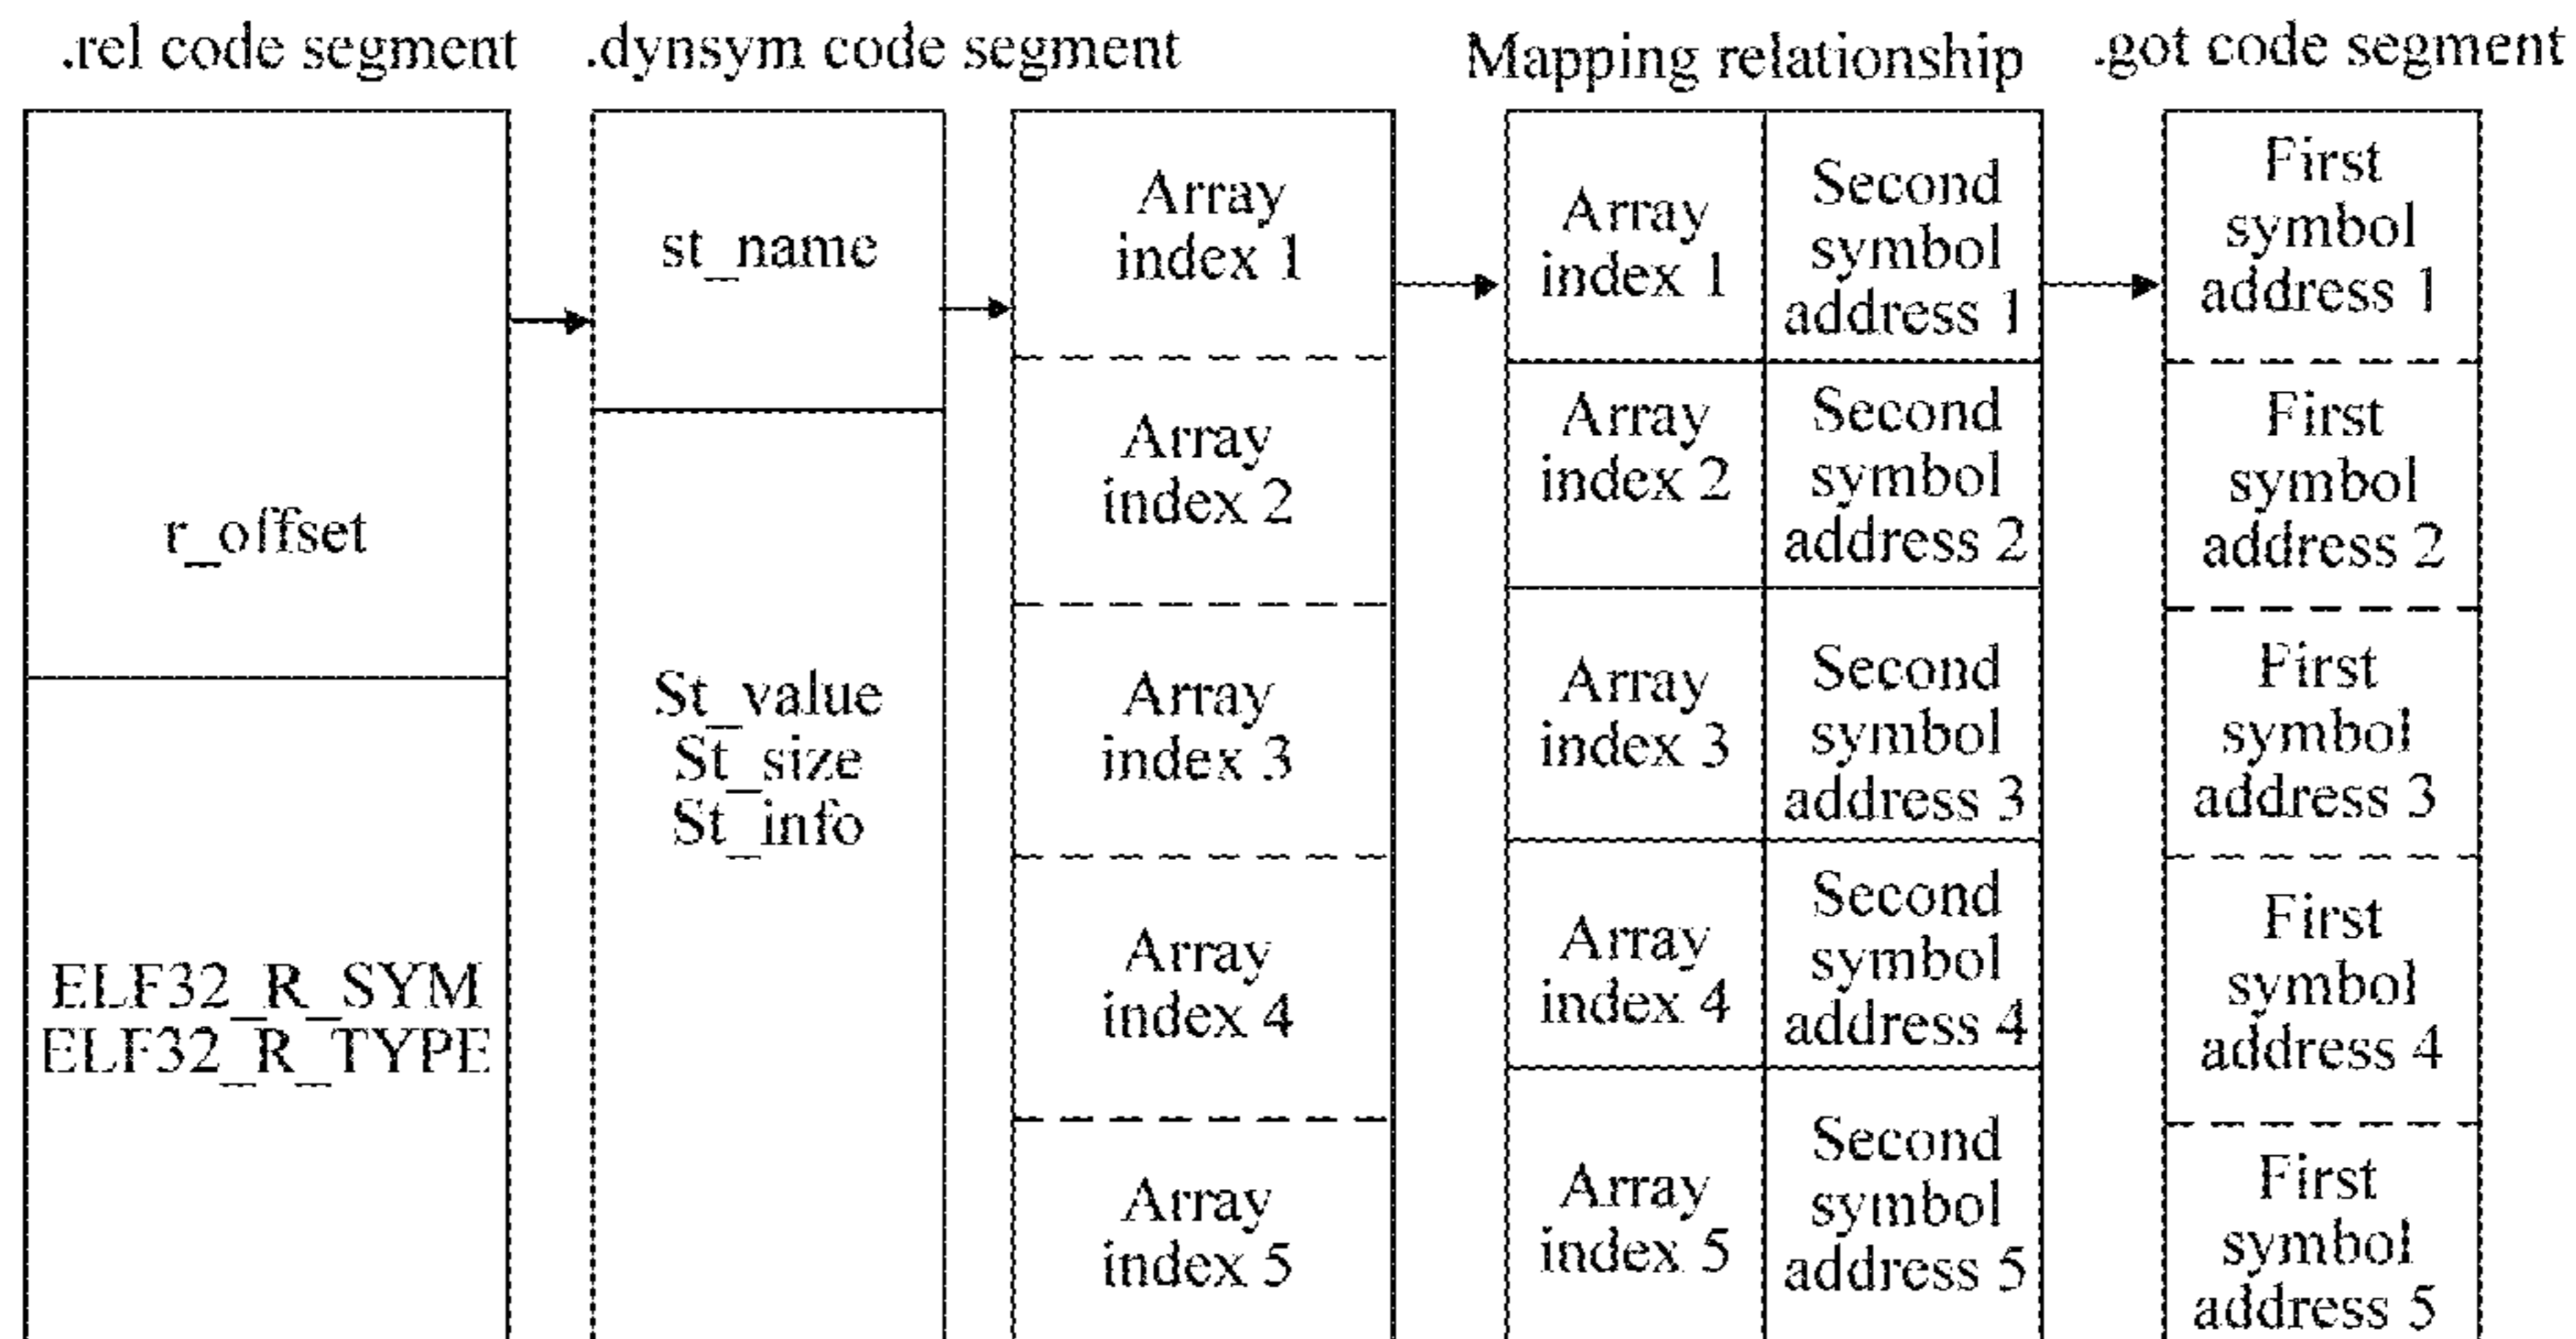 .rel code segment
.dynsym code segment
Mapping relationship
.got code segment
r_offset
ELF32_R_SYM
ELF32_R_TYPE
st_name
St_value
St_size
St_info
Array
index 1
Array
index 2
Array
index 3
Array
index 4
Array
index 5
Array
index 1
Second
symbol
address 1
Array
index 2
Second
symbol
address 2
Array
index 3
Second
symbol
address 3
Array
index 4
Second
symbol
address 4
Array
index 5
Second
symbol
address 5
First
symbol
address 1
First
symbol
address 2
First
symbol
address 3
First
symbol
address 4
First
symbol
address 5